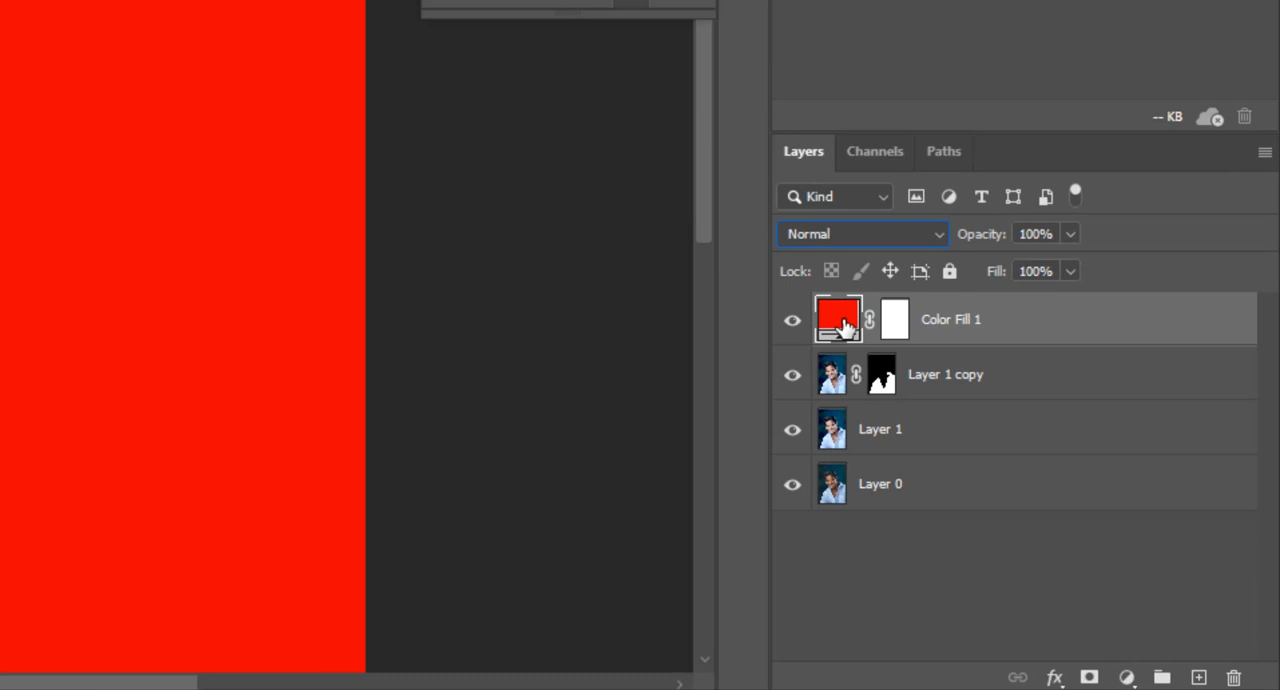 -- KB
Layers Channels Paths
Kind
Normal Opacity: 100%
Lock: Fill: 100%
Color Fill 1
Layer 1 copy
Layer 1
Layer 0
fx